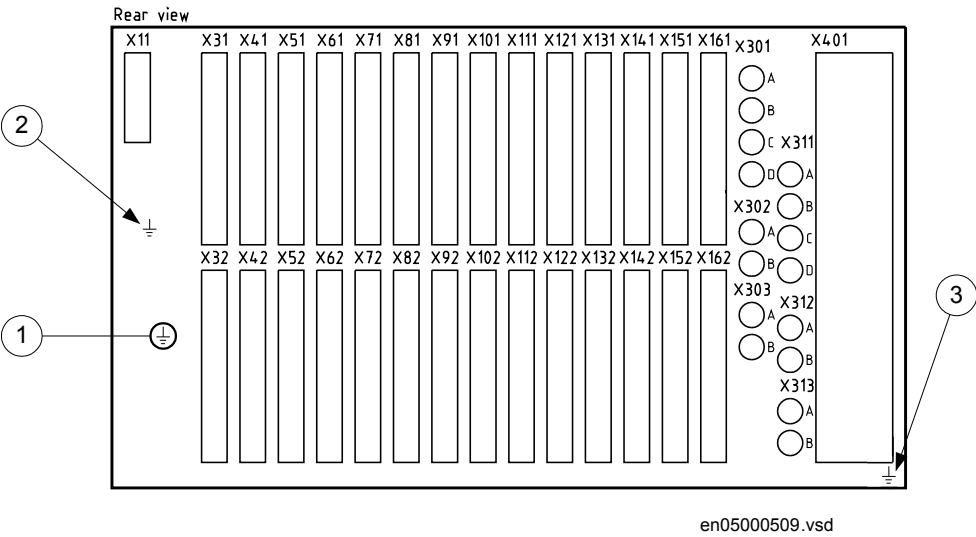 Rear view
X11 X31 X41 X51 X61 X71 X81 X91 X101 X111 X121 X131 X141 X151 X161 X301 X401
A
B
C X311
D A
B
X302
A C
B D
X32 X42 X52 X62 X72 X82 X92 X102 X112 X122 X132 X142 X152 X162
X303
X312
A
A
B
B
X313
A
B
2
1
3
en05000509.vsd